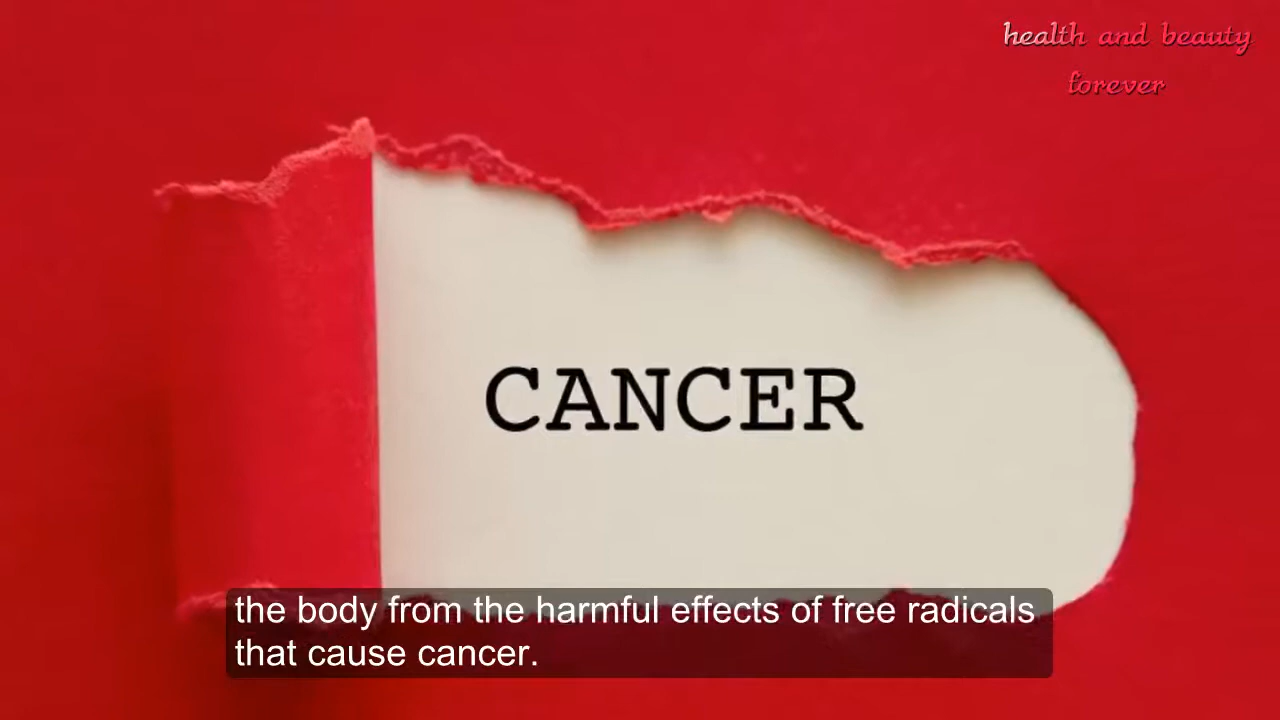 health and beauty
forever
CANCER
the body from the harmful effects of free radicals
that cause cancer.